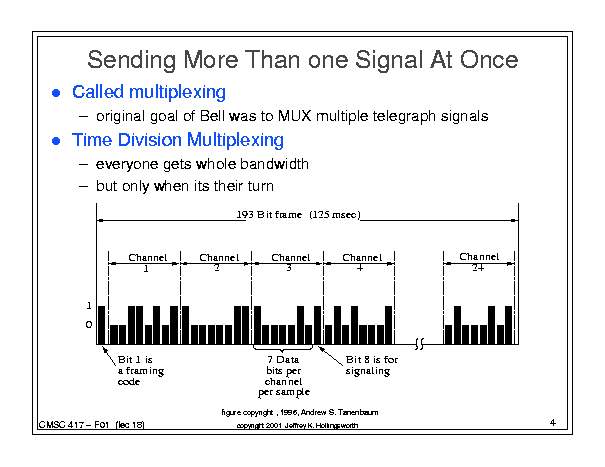 Sending More Than one Signal At Once
● Called multiplexing
– original goal of Bell was to MUX multiple telegraph signals
● Time Division Multiplexing
– everyone gets whole bandwidth
– but only when its their turn
193 Bit frame (125 msec)
Channel Channel Channel Channel Channel
1 2 3 4 24
1
0
Bit 1 is 7 Data Bit 8 is for
a framing bits per signaling
code channel
per sample
figure copyright , 1996, Andrew S. Tanenbaum
CMSC 417 – F01 (lec 18) copyright 2001 Jeffrey K. Hollingsworth 4